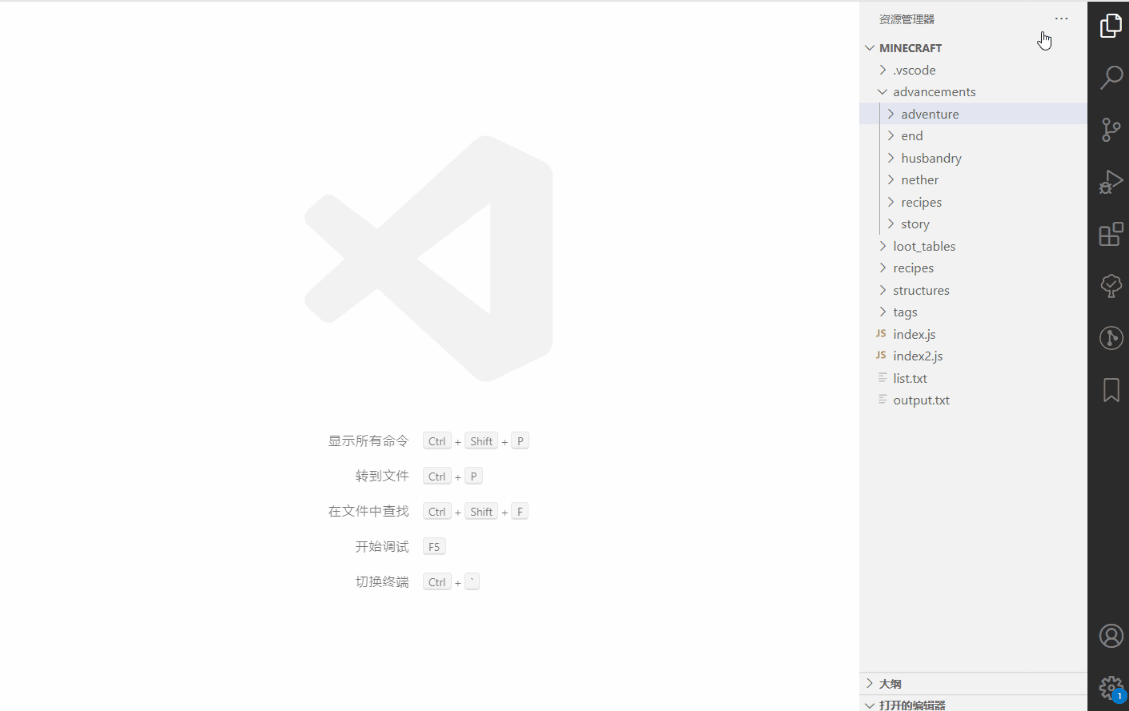 显示所有命令 Ctrl + Shift + P
转到文件 Ctrl + P
在文件中查找 Ctrl + Shift + F
开始调试 F5
切换终端 Ctrl + `
资源管理器 ···
MINECRAFT
.vscode
advancements
adventure
end
husbandry
nether
recipes
story
loot_tables
recipes
structures
tags
JS index.js
JS index2.js
list.txt
output.txt
大纲
打开的编辑器
1